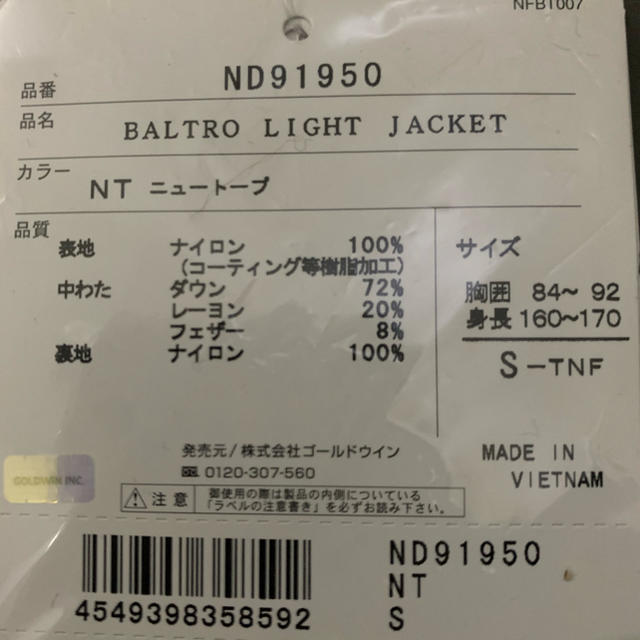 NFB1007
品番 ND91950
品名 BALTRO LIGHT JACKET
カラー NT ニュートープ
品質
表地 ナイロン 100%
(コーティング等樹脂加工)
中わた ダウン 72%
レーヨン 20%
フェザー 8%
裏地 ナイロン 100%
サイズ
胸囲 84~ 92
身長 160~170
S-TNF
発売元/株式会社ゴールドウイン
0120-307-560
MADE IN
VIETNAM
GOLDWIN INC.
注意 御使用の際は製品の内側についている
「ラベルの注意書き」を必ずお読み下さい。
4549398358592
ND91950
NT
S